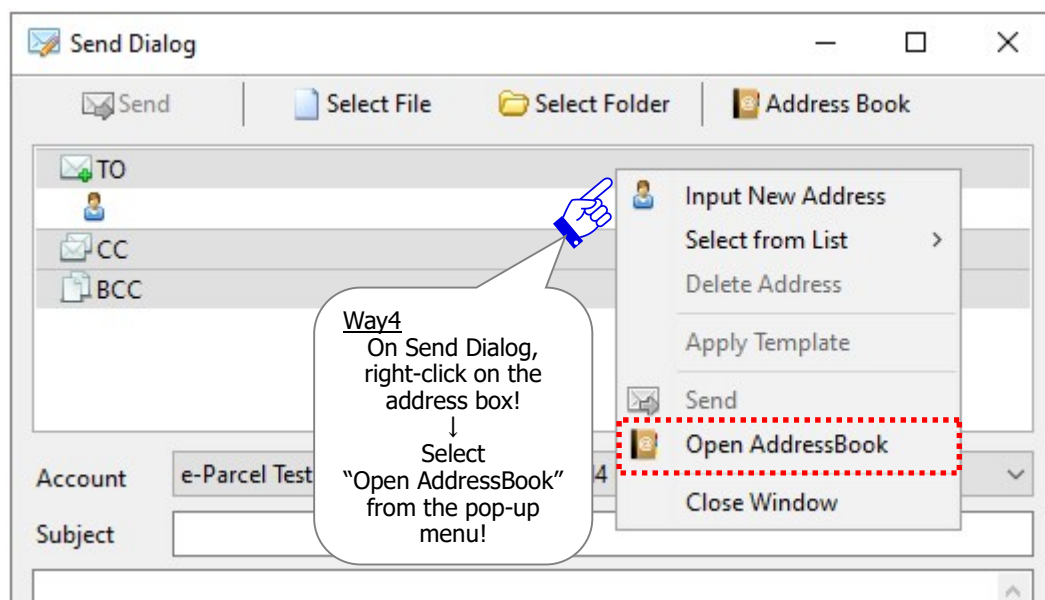 Send Dialog
Send Select File Select Folder Address Book
TO
CC
BCC
Input New Address
Select from List
Delete Address
Apply Template
Send
Open AddressBook
Close Window
Way4
On Send Dialog,
right-click on the
address box!
↓
Select
“Open AddressBook”
from the pop-up
menu!
Account e-Parcel Test 4
Subject